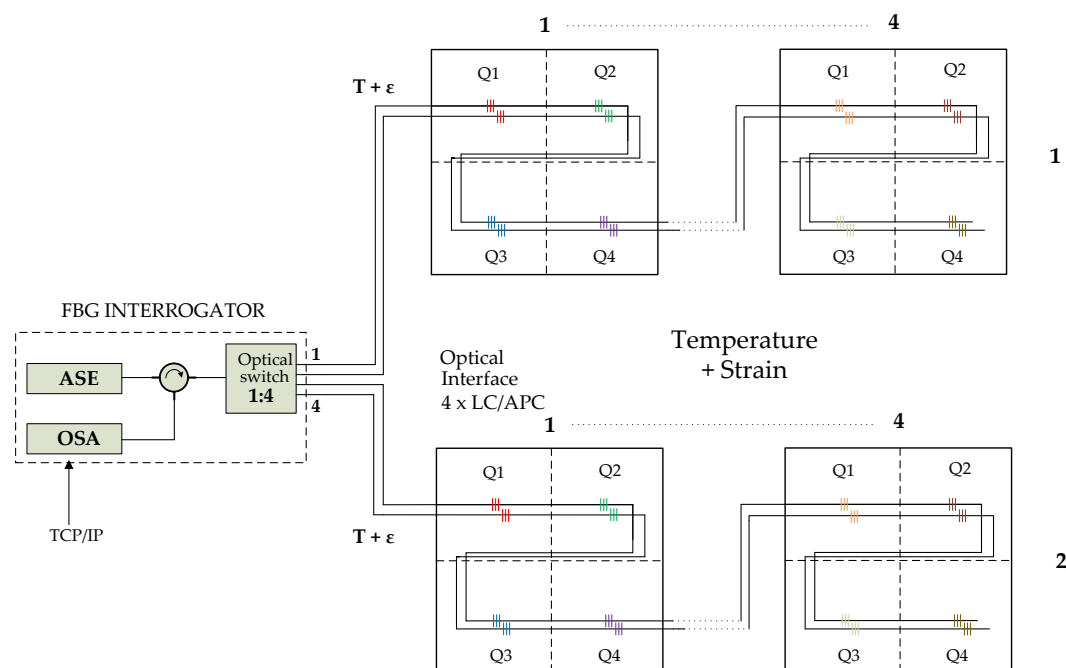 1 4
Q1 Q2 Q1 Q2
T + ε
1
Q3 Q4 Q3 Q4
FBG INTERROGATOR
Temperature
+ Strain
1
Optical
switch
1:4
4
ASE
OSA
Optical
Interface
4 x LC/APC
1 4
Q1 Q2 Q1 Q2
TCP/IP
T + ε
2
Q3 Q4 Q3 Q4